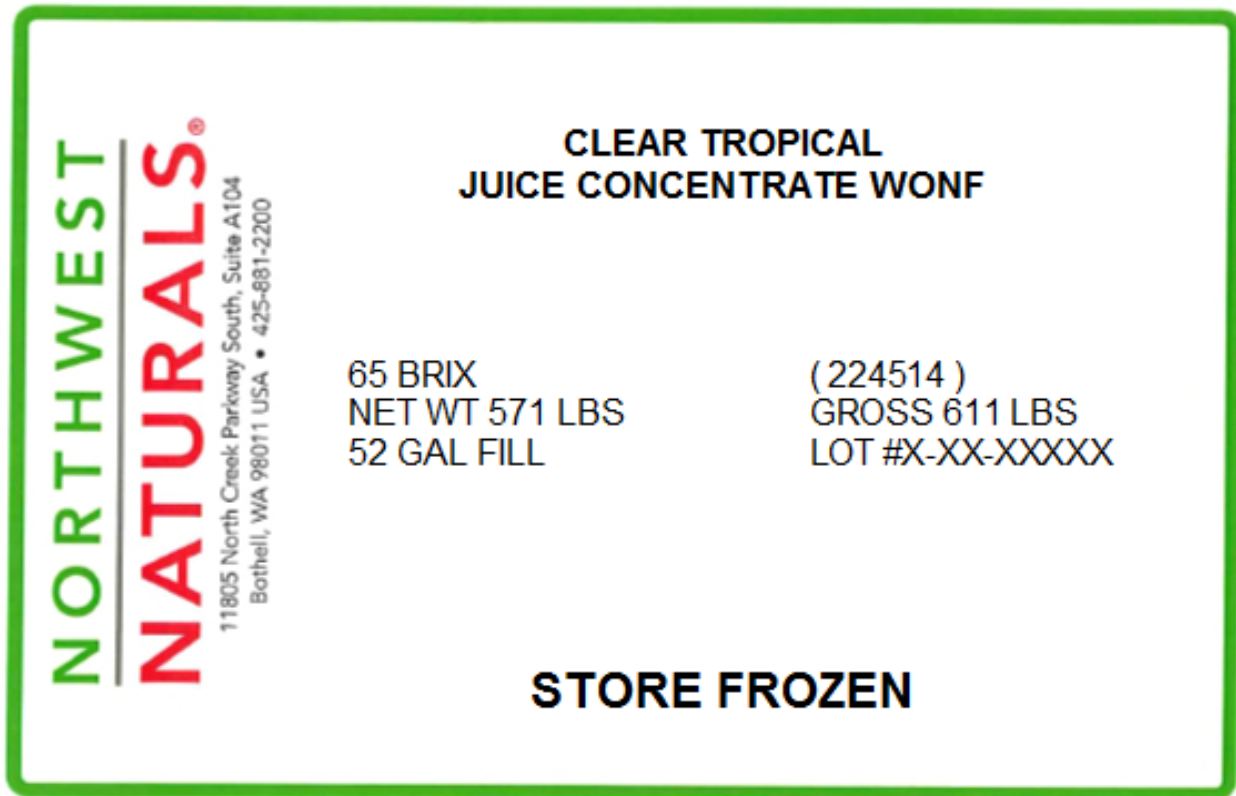 NORTHWEST
NATURALS®
11805 North Creek Parkway South, Suite A104
Bothell, WA 98011 USA • 425-881-2200
CLEAR TROPICAL
JUICE CONCENTRATE WONF
65 BRIX ( 224514 )
NET WT 571 LBS GROSS 611 LBS
52 GAL FILL LOT #X-XX-XXXXX
STORE FROZEN